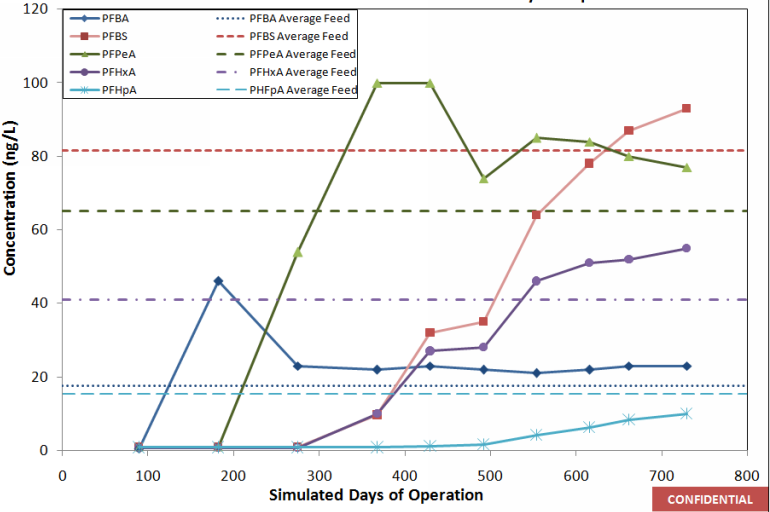 120
100
80
60
40
20
0
Concentration (ng/L)
PFBA
PFBA Average Feed
PFBS
PFBS Average Feed
PFPeA
PFPeA Average Feed
PFHxA
PFHxA Average Feed
PFHpA
PHFpA Average Feed
0 100 200 300 400 500 600 700 800
Simulated Days of Operation
CONFIDENTIAL